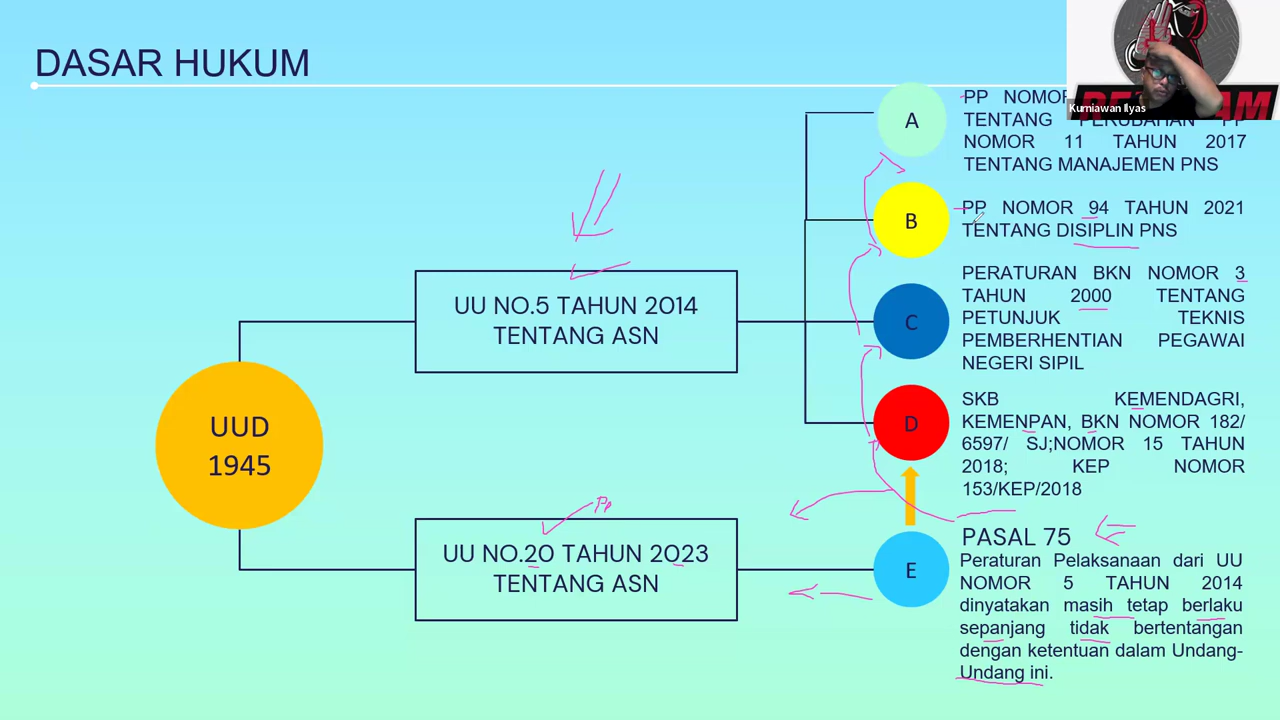 DASAR HUKUM
Kurniawan Ilyas
UUD
1945
UU NO.5 TAHUN 2014
TENTANG ASN
Pp
UU NO.20 TAHUN 2023
TENTANG ASN
A
PP NOMOR
TENTANG PERUBAHAN PP
NOMOR 11 TAHUN 2017
TENTANG MANAJEMEN PNS
B
PP NOMOR 94 TAHUN 2021
TENTANG DISIPLIN PNS
C
PERATURAN BKN NOMOR 3
TAHUN 2000 TENTANG
PETUNJUK TEKNIS
PEMBERHENTIAN PEGAWAI
NEGERI SIPIL
D
SKB KEMENDAGRI,
KEMENPAN, BKN NOMOR 182/
6597/ SJ;NOMOR 15 TAHUN
2018; KEP NOMOR
153/KEP/2018
E
PASAL 75
Peraturan Pelaksanaan dari UU
NOMOR 5 TAHUN 2014
dinyatakan masih tetap berlaku
sepanjang tidak bertentangan
dengan ketentuan dalam Undang-
Undang ini.